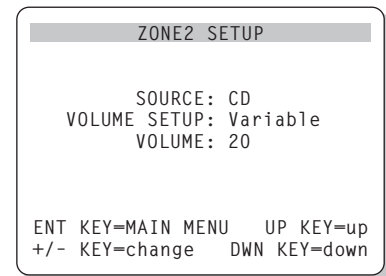 ZONE2 SETUP
SOURCE: CD
VOLUME SETUP: Variable
VOLUME: 20
ENT KEY=MAIN MENU UP KEY=up
+/- KEY=change DWN KEY=down